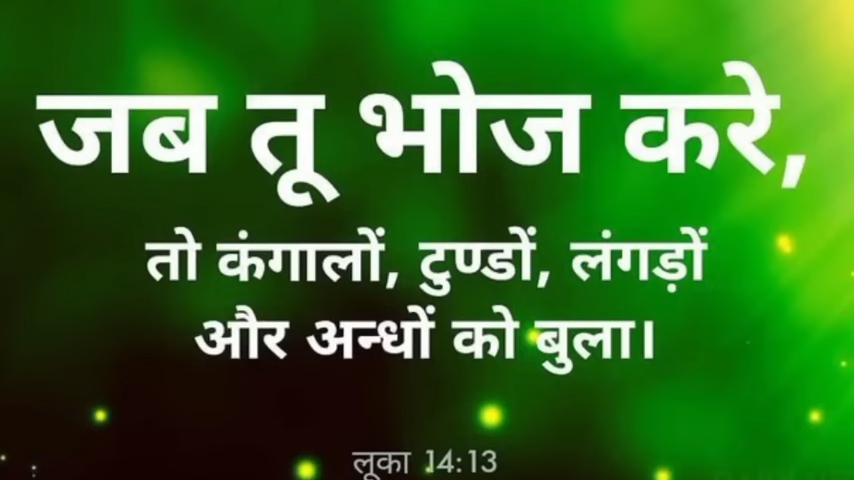 जब तू भोज करे,
तो कंगालों, टुण्डों, लंगड़ों
और अन्धों को बुला।
लूका 14:13